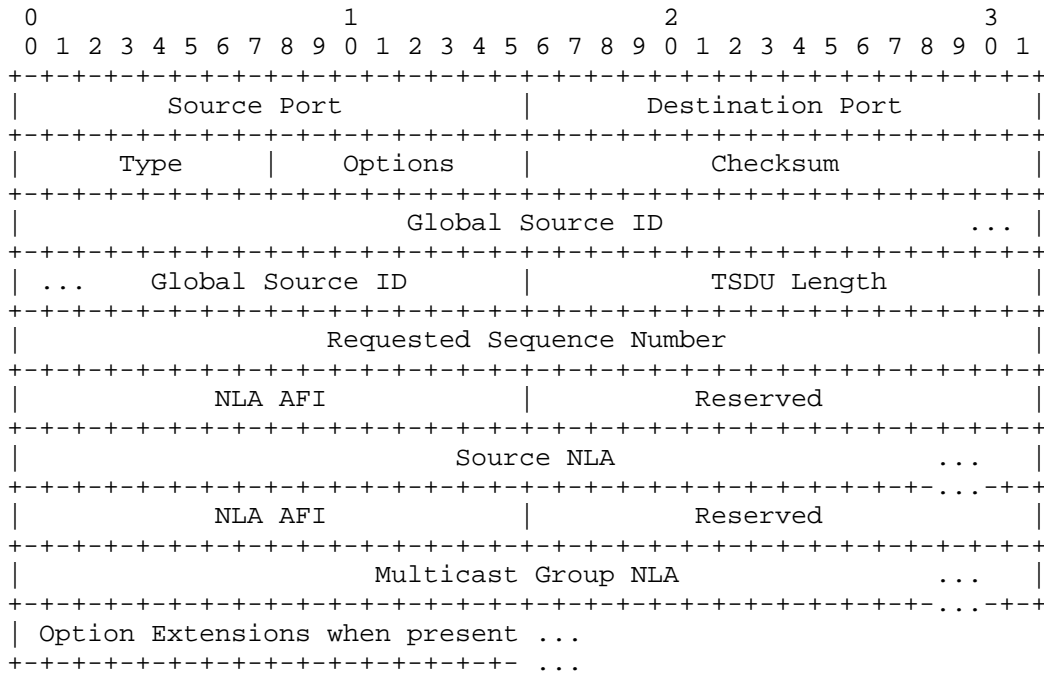 0                   1                   2                   3
 0 1 2 3 4 5 6 7 8 9 0 1 2 3 4 5 6 7 8 9 0 1 2 3 4 5 6 7 8 9 0 1
+-+-+-+-+-+-+-+-+-+-+-+-+-+-+-+-+-+-+-+-+-+-+-+-+-+-+-+-+-+-+-+-+
|         Source Port           |       Destination Port        |
+-+-+-+-+-+-+-+-+-+-+-+-+-+-+-+-+-+-+-+-+-+-+-+-+-+-+-+-+-+-+-+-+
|      Type     |    Options    |           Checksum            |
+-+-+-+-+-+-+-+-+-+-+-+-+-+-+-+-+-+-+-+-+-+-+-+-+-+-+-+-+-+-+-+-+
|                        Global Source ID                   ... |
+-+-+-+-+-+-+-+-+-+-+-+-+-+-+-+-+-+-+-+-+-+-+-+-+-+-+-+-+-+-+-+-+
| ...    Global Source ID       |           TSDU Length         |
+-+-+-+-+-+-+-+-+-+-+-+-+-+-+-+-+-+-+-+-+-+-+-+-+-+-+-+-+-+-+-+-+
|                   Requested Sequence Number                   |
+-+-+-+-+-+-+-+-+-+-+-+-+-+-+-+-+-+-+-+-+-+-+-+-+-+-+-+-+-+-+-+-+
|            NLA AFI            |          Reserved             |
+-+-+-+-+-+-+-+-+-+-+-+-+-+-+-+-+-+-+-+-+-+-+-+-+-+-+-+-+-+-+-+-+
|                           Source NLA                    ...   |
+-+-+-+-+-+-+-+-+-+-+-+-+-+-+-+-+-+-+-+-+-+-+-+-+-+-+-+-+-...-+-+
|            NLA AFI            |          Reserved             |
+-+-+-+-+-+-+-+-+-+-+-+-+-+-+-+-+-+-+-+-+-+-+-+-+-+-+-+-+-+-+-+-+
|                      Multicast Group NLA                ...   |
+-+-+-+-+-+-+-+-+-+-+-+-+-+-+-+-+-+-+-+-+-+-+-+-+-+-+-+-+-...-+-+
| Option Extensions when present ...
+-+-+-+-+-+-+-+-+-+-+-+-+-+-+-+- ...